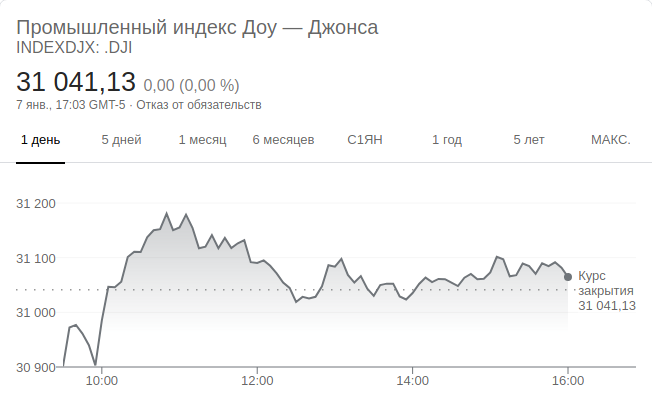 Промышленный индекс Доу — Джонса
INDEXDJX: .DJI
31 041,13 0,00 (0,00 %)
7 янв., 17:03 GMT-5 · Отказ от обязательств
1 день 5 дней 1 месяц 6 месяцев С1ЯН 1 год 5 лет МАКС.
31 200
31 100
31 000
30 900
Курс
закрытия
31 041,13
10:00 12:00 14:00 16:00